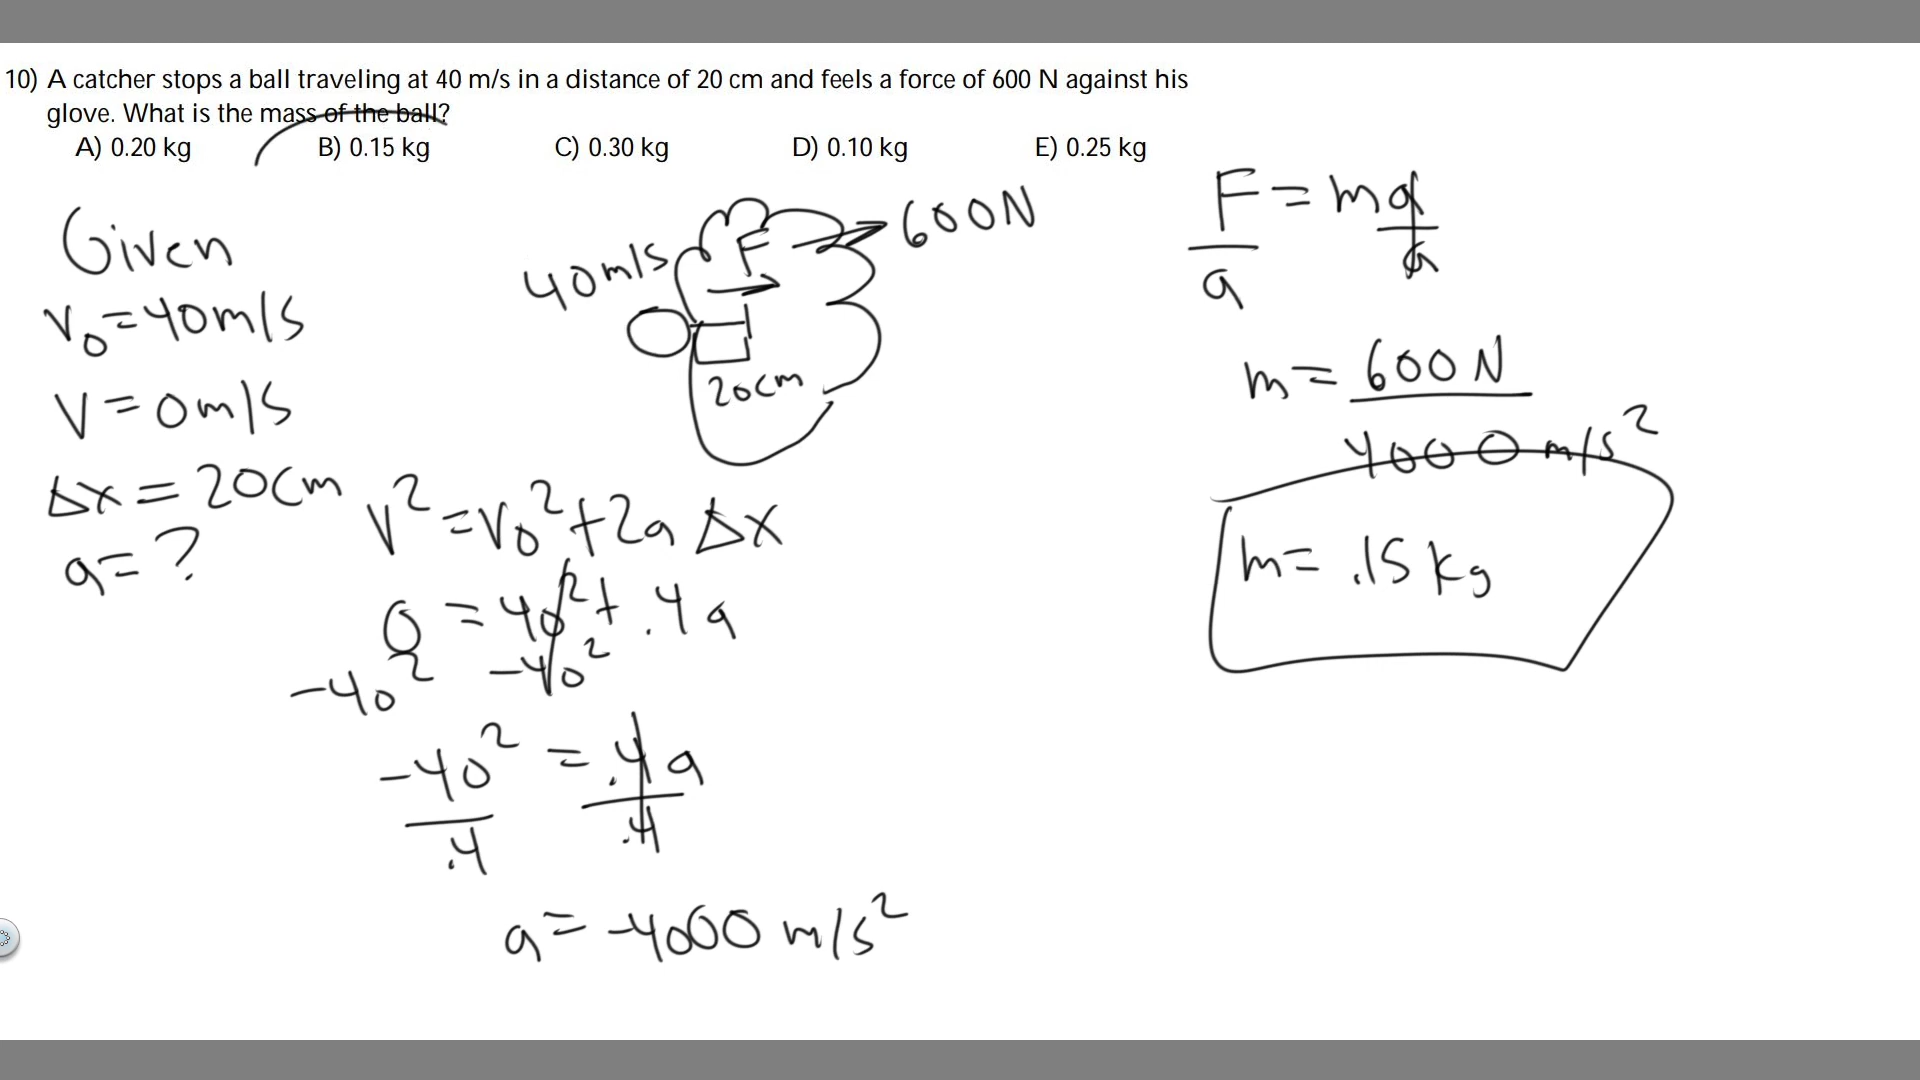 10) A catcher stops a ball traveling at 40 m/s in a distance of 20 cm and feels a force of 600 N against his
glove. What is the mass of the ball?
A) 0.20 kg B) 0.15 kg C) 0.30 kg D) 0.10 kg E) 0.25 kg
Given
v₀=40m/s
v=0m/s
Δx=20cm
a=?
40m/s
F
600N
20cm
v²=v₀²+2aΔx
0=40²+.4a
-40² -40²
-40²=.4a
.4 .4
a=-4000 m/s²
F=ma
a a
m=600N
4000 m/s²
m=.15kg